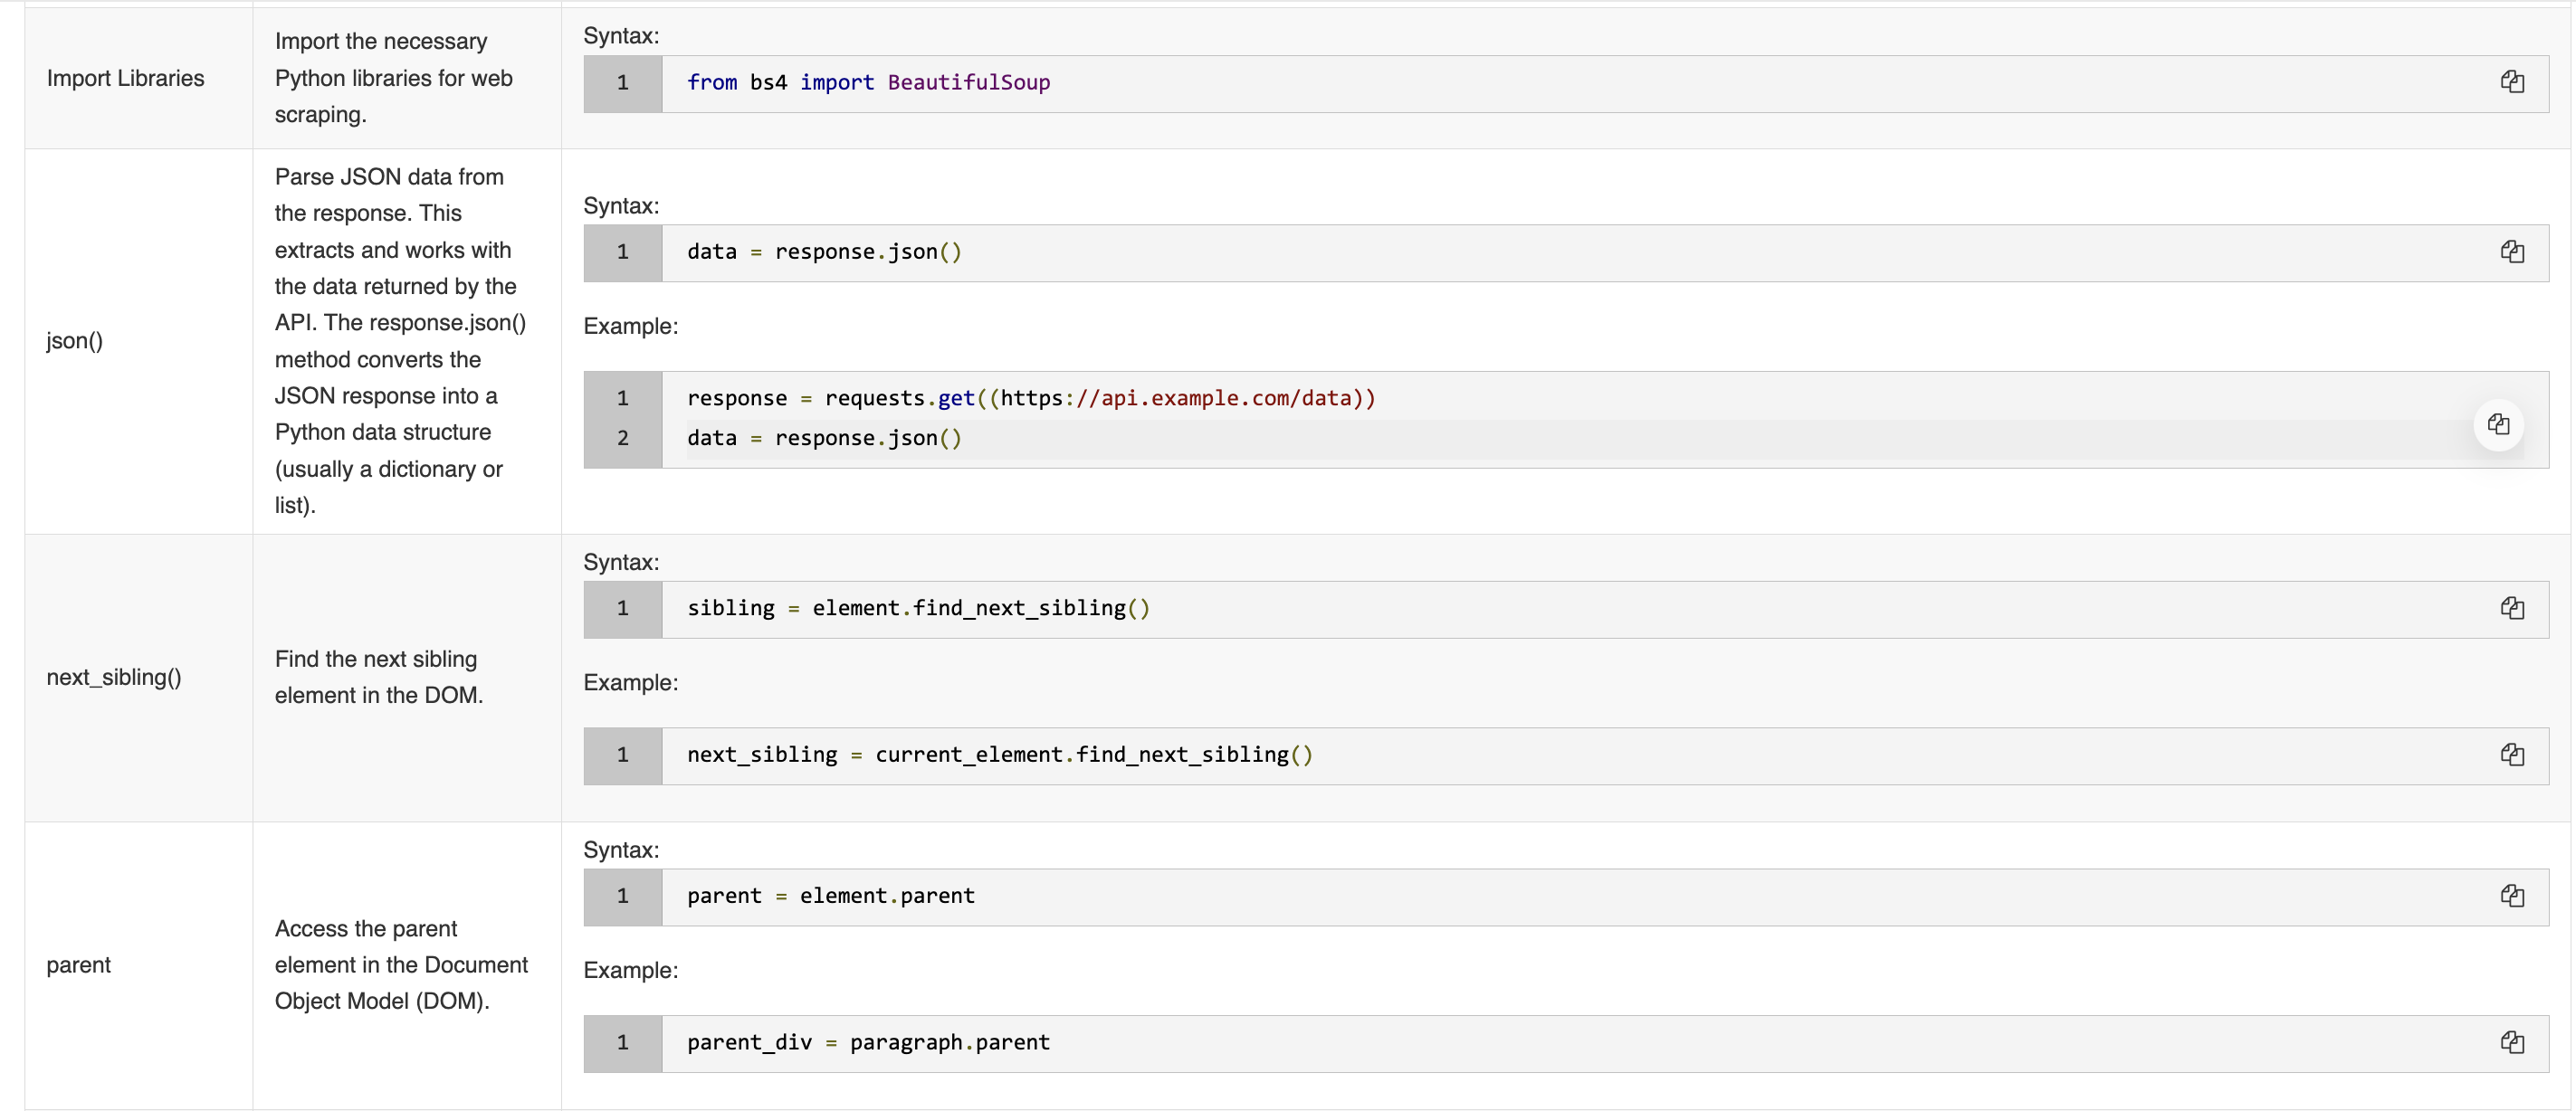 Import Libraries
Import the necessary
Python libraries for web
scraping.
Syntax:
1 from bs4 import BeautifulSoup
json()
Parse JSON data from
the response. This
extracts and works with
the data returned by the
API. The response.json()
method converts the
JSON response into a
Python data structure
(usually a dictionary or
list).
Syntax:
1 data = response.json()
Example:
1 response = requests.get((https://api.example.com/data))
2 data = response.json()
next_sibling()
Find the next sibling
element in the DOM.
Syntax:
1 sibling = element.find_next_sibling()
Example:
1 next_sibling = current_element.find_next_sibling()
parent
Access the parent
element in the Document
Object Model (DOM).
Syntax:
1 parent = element.parent
Example:
1 parent_div = paragraph.parent